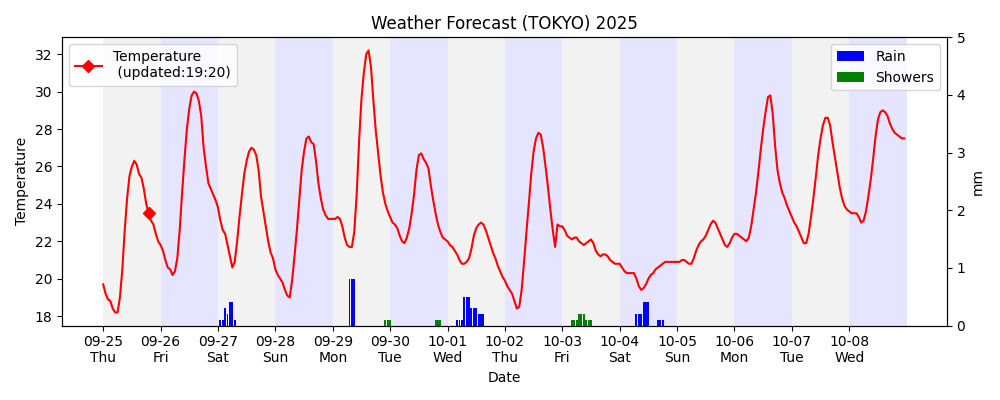 Weather Forecast (TOKYO) 2025
Temperature
(updated:19:20)
Rain
Showers
32
30
28
26
24
22
20
18
Temperature
5
4
3
2
1
0
mm
09-25 09-26 09-27 09-28 09-29 09-30 10-01 10-02 10-03 10-04 10-05 10-06 10-07 10-08
Thu Fri Sat Sun Mon Tue Wed Thu Fri Sat Sun Mon Tue Wed
Date